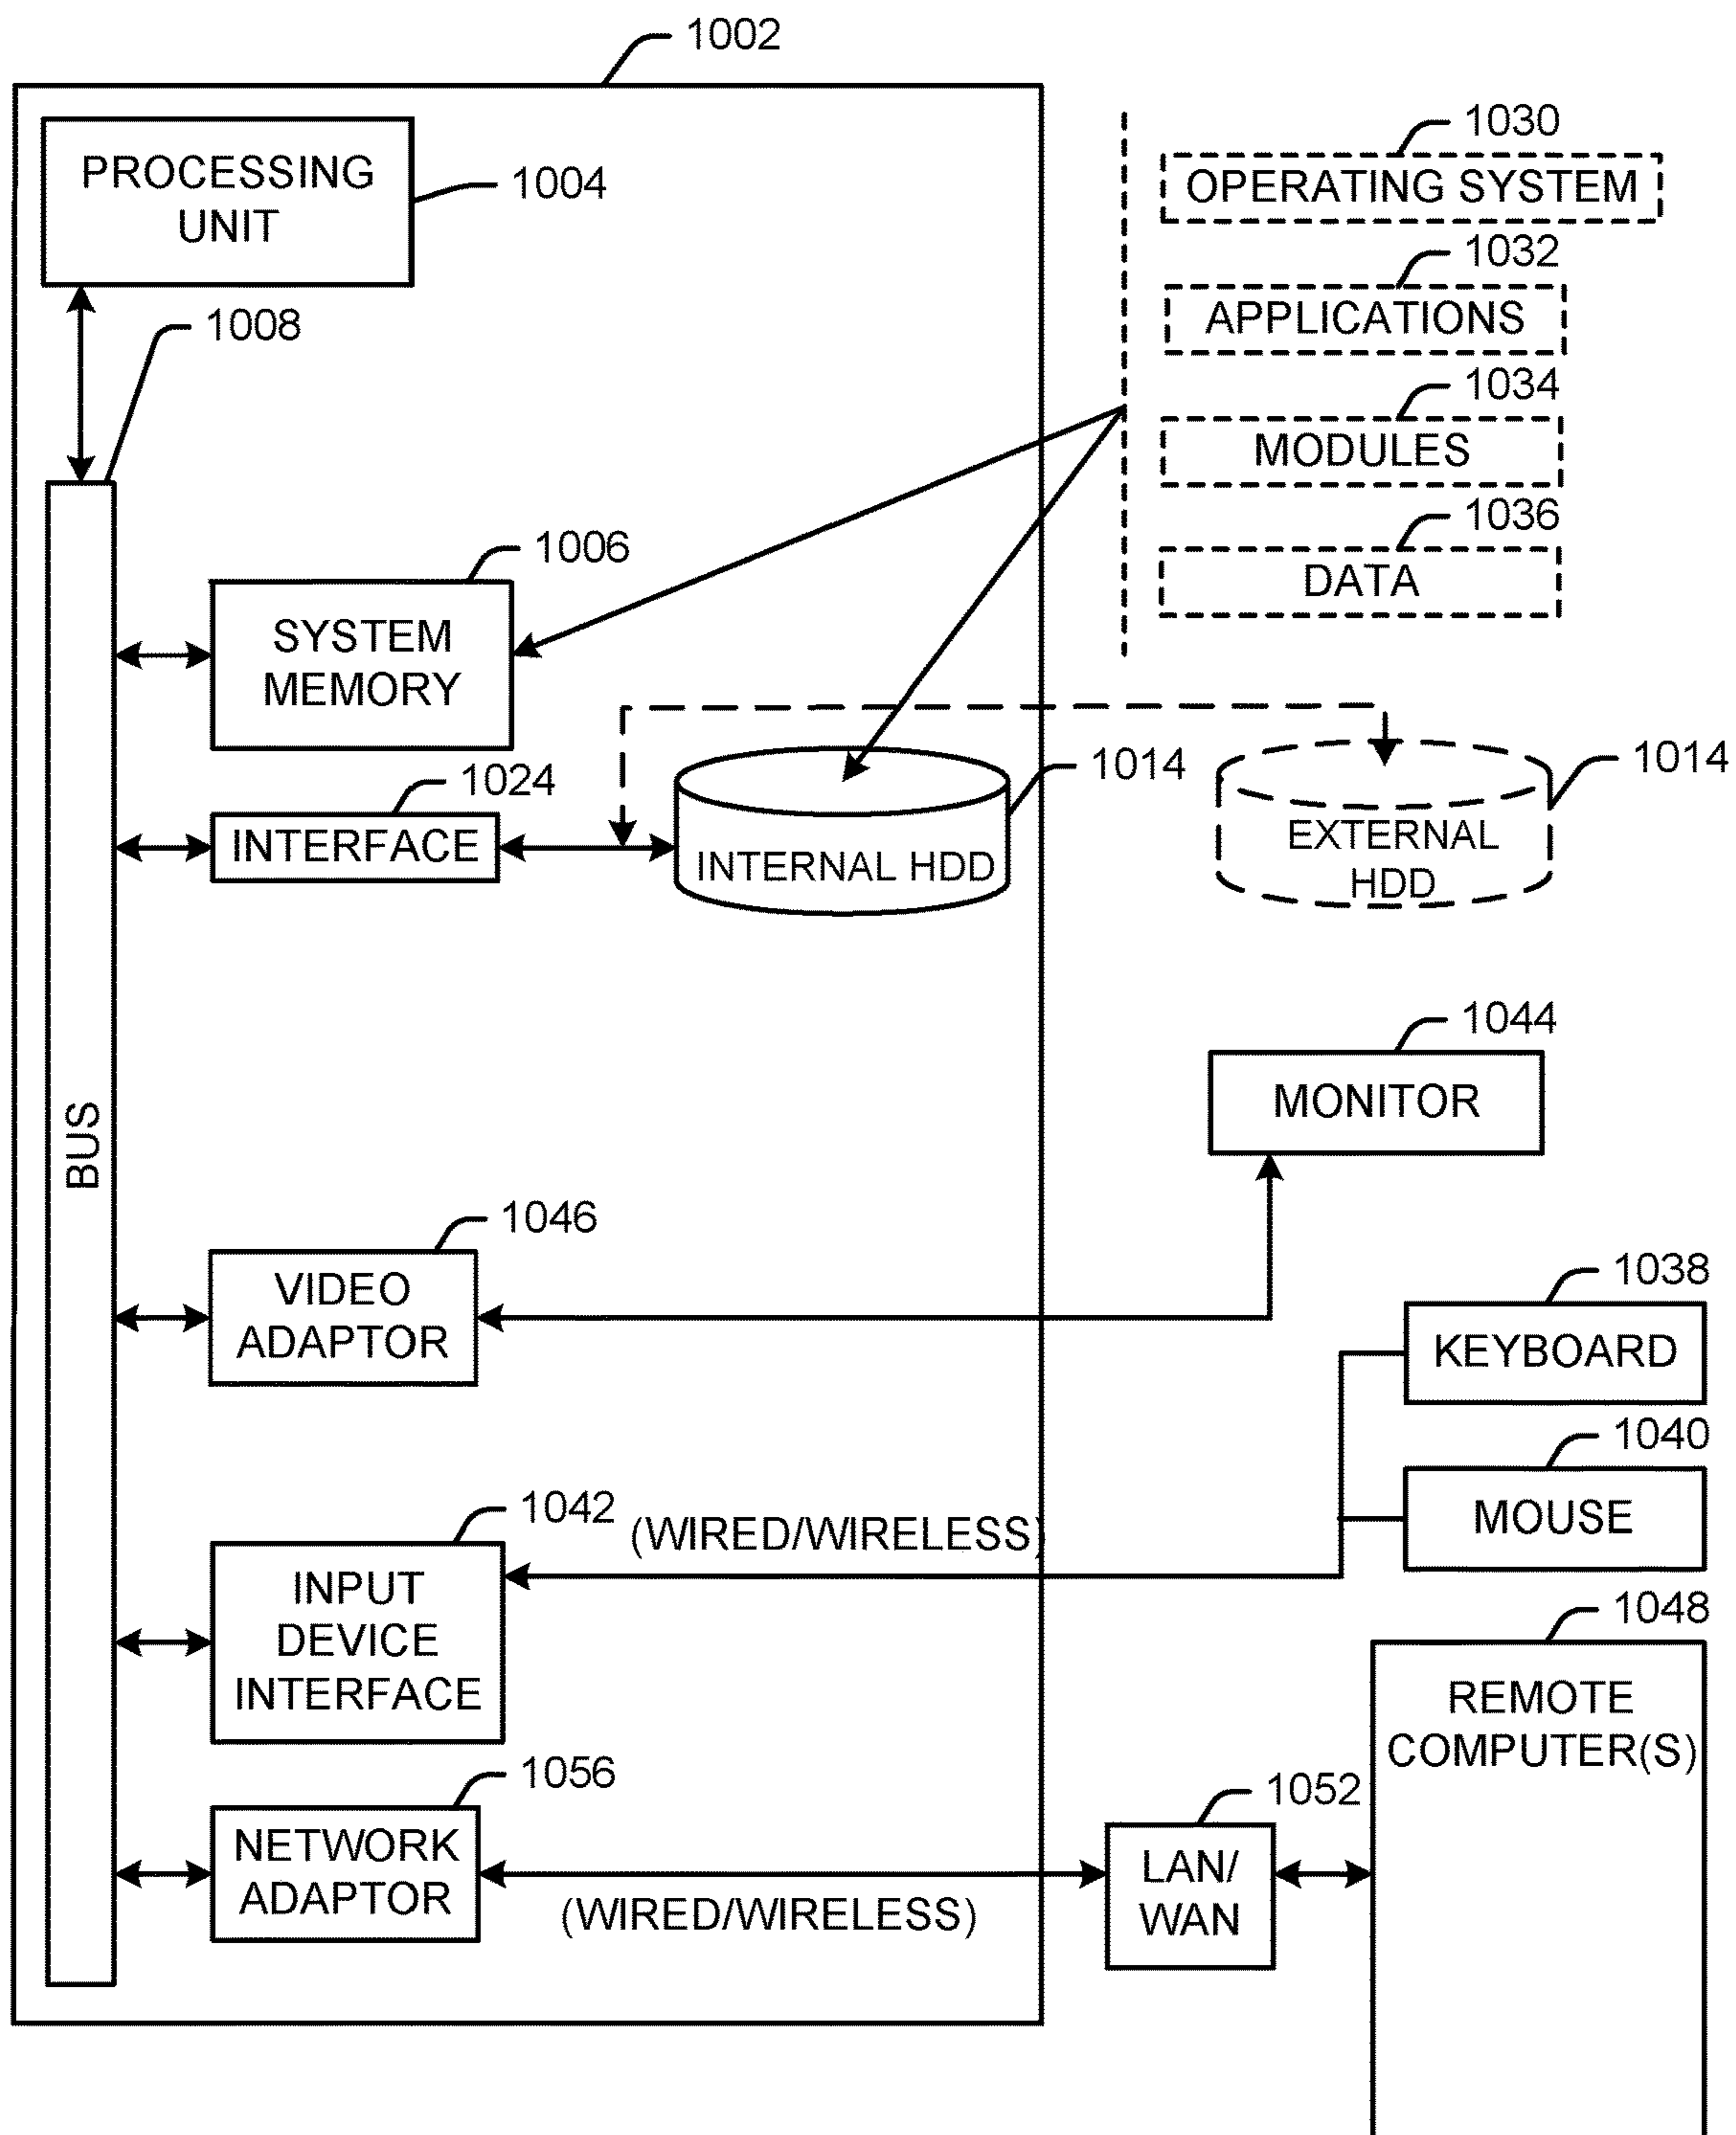 1002
PROCESSING
UNIT
1004
1008
1030
OPERATING SYSTEM
1032
APPLICATIONS
1034
MODULES
1036
DATA
1006
SYSTEM
MEMORY
1024
INTERFACE
INTERNAL HDD
1014
EXTERNAL
HDD
1014
BUS
1044
MONITOR
1046
VIDEO
ADAPTOR
1038
KEYBOARD
1040
MOUSE
1042
(WIRED/WIRELESS)
INPUT
DEVICE
INTERFACE
1048
REMOTE
COMPUTER(S)
1056
NETWORK
ADAPTOR
(WIRED/WIRELESS)
1052
LAN/
WAN